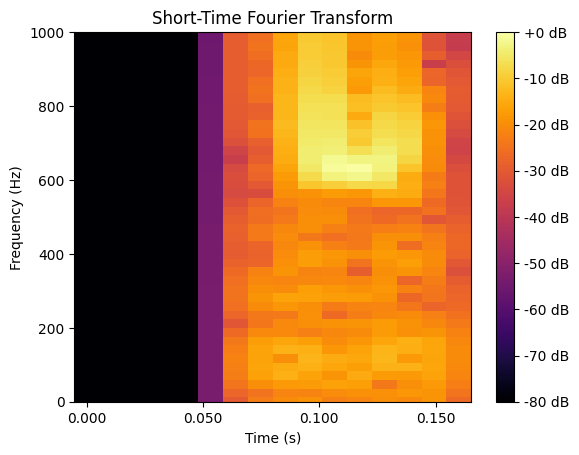 Short-Time Fourier Transform
Frequency (Hz)
1000
800
600
400
200
0
0.000
0.050
0.100
0.150
Time (s)
+0 dB
-10 dB
-20 dB
-30 dB
-40 dB
-50 dB
-60 dB
-70 dB
-80 dB